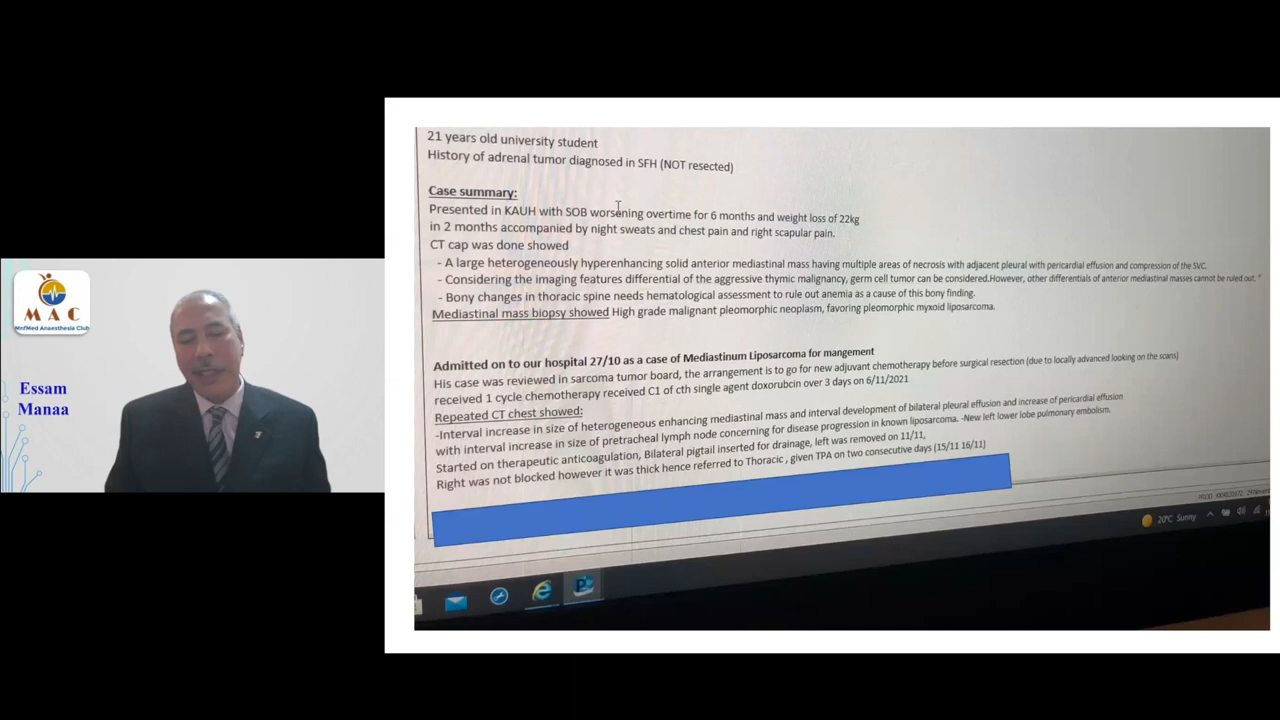 M A C
MnfMed Anaesthesia Club
Essam
Manaa
21 years old university student
History of adrenal tumor diagnosed in SFH (NOT resected)
Case summary:
Presented in KAUH with SOB worsening overtime for 6 months and weight loss of 22kg
in 2 months accompanied by night sweats and chest pain and right scapular pain.
CT cap was done showed
- A large heterogeneously hyperenhancing solid anterior mediastinal mass having multiple areas of necrosis with adjacent pleural with pericardial effusion and compression of the SVC.
- Considering the imaging features differential of the aggressive thymic malignancy, germ cell tumor can be considered.However, other differentials of anterior mediastinal masses cannot be ruled out. "
- Bony changes in thoracic spine needs hematological assessment to rule out anemia as a cause of this bony finding.
Mediastinal mass biopsy showed High grade malignant pleomorphic neoplasm, favoring pleomorphic myxoid liposarcoma.
Admitted on to our hospital 27/10 as a case of Mediastinum Liposarcoma for mangement
His case was reviewed in sarcoma tumor board, the arrangement is to go for new adjuvant chemotherapy before surgical resection (due to locally advanced looking on the scans)
received 1 cycle chemotherapy received C1 of cth single agent doxorubcin over 3 days on 6/11/2021
Repeated CT chest showed:
-Interval increase in size of heterogenous enhancing mediastinal mass and interval development of bilateral pleural effusion and increase of pericardial effusion
with interval increase in size of pretracheal lymph node concerning for disease progression in known liposarcoma. -New left lower lobe pulmonary embolism.
Started on therapeutic anticoagulation, Bilateral pigtail inserted for drainage, left was removed on 11/11,
Right was not blocked however it was thick hence referred to Thoracic , given TPA on two consecutive days (15/11 16/11)
20°C Sunny